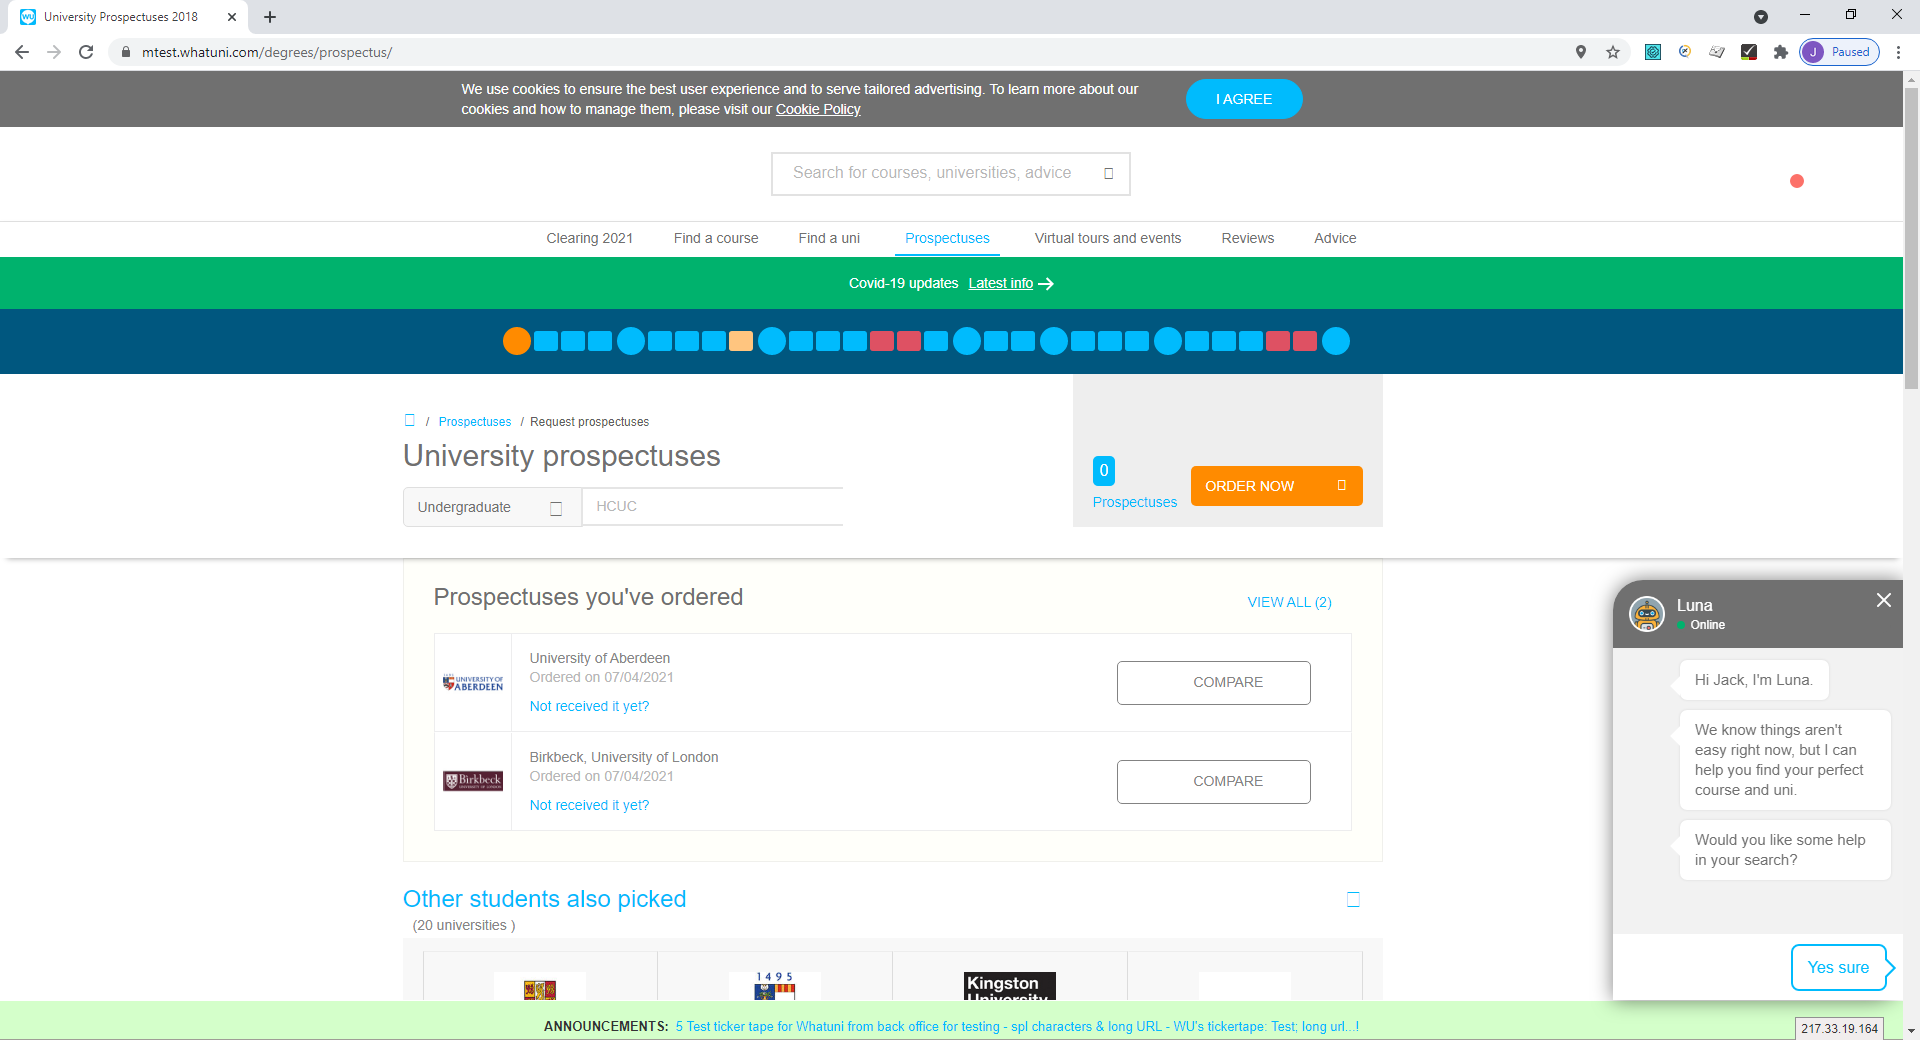 University Prospectuses 2018
mtest.whatuni.com/degrees/prospectus/
J Paused
We use cookies to ensure the best user experience and to serve tailored advertising. To learn more about our
cookies and how to manage them, please visit our Cookie Policy
I AGREE
Search for courses, universities, advice
Clearing 2021
Find a course
Find a uni
Prospectuses
Virtual tours and events
Reviews
Advice
Covid-19 updates Latest info
/ Prospectuses / Request prospectuses
University prospectuses
Undergraduate
HCUC
0
Prospectuses
ORDER NOW
Prospectuses you've ordered
VIEW ALL (2)
UNIVERSITY OF
ABERDEEN
University of Aberdeen
Ordered on 07/04/2021
Not received it yet?
COMPARE
Birkbeck
UNIVERSITY OF LONDON
Birkbeck, University of London
Ordered on 07/04/2021
Not received it yet?
COMPARE
Other students also picked
(20 universities )
1495
Kingston
University
Luna
Online
Hi Jack, I'm Luna.
We know things aren't
easy right now, but I can
help you find your perfect
course and uni.
Would you like some help
in your search?
Yes sure
ANNOUNCEMENTS: 5 Test ticker tape for Whatuni from back office for testing - spl characters & long URL - WU's tickertape: Test; long url...!
217.33.19.164